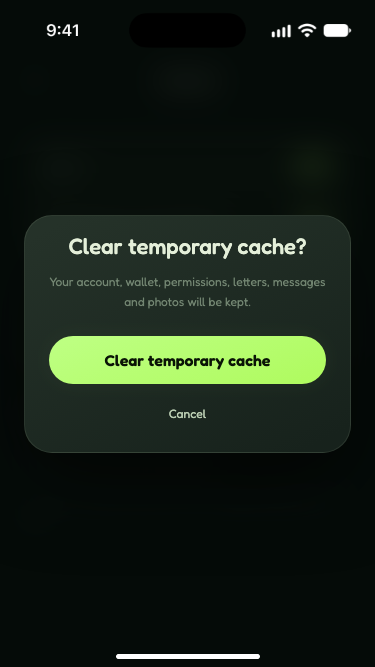 9:41
Clear temporary cache?
Your account, wallet, permissions, letters, messages
and photos will be kept.
Clear temporary cache
Cancel